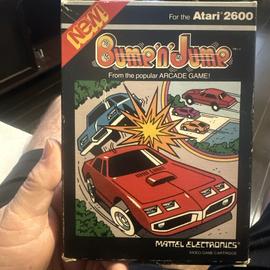 NEW!
For the Atari® 2600
Bump'n'Jump
From the popular ARCADE GAME!
MATTEL ELECTRONICS®
VIDEO GAME CARTRIDGE